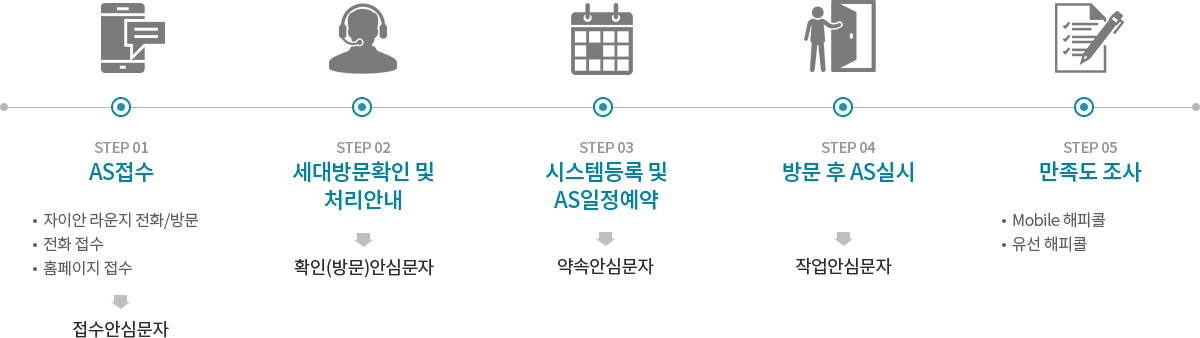 STEP 01
AS접수
• 자이안 라운지 전화/방문
• 전화 접수
• 홈페이지 접수
접수안심문자
STEP 02
세대방문확인 및
처리안내
확인(방문)안심문자
STEP 03
시스템등록 및
AS일정예약
약속안심문자
STEP 04
방문 후 AS실시
작업안심문자
STEP 05
만족도 조사
• Mobile 해피콜
• 유선 해피콜